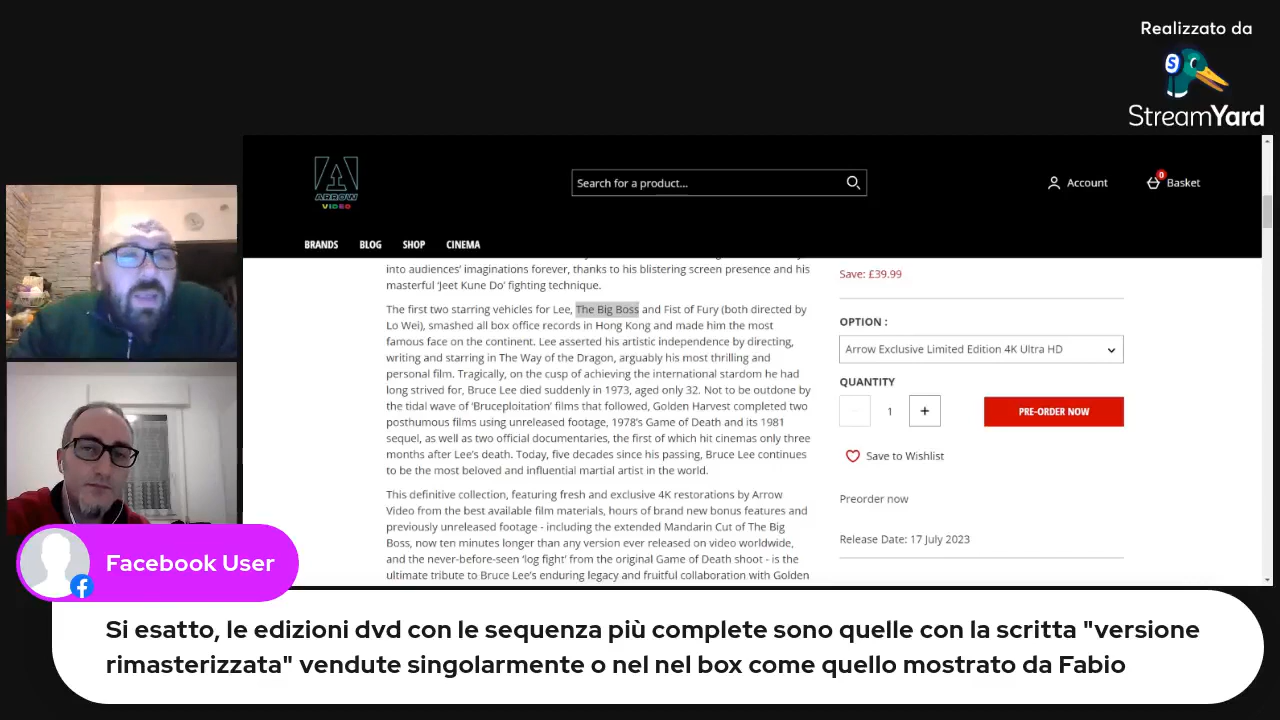 Realizzato da
StreamYard
ARROW
VIDEO
Search for a product...
Account
0
Basket
BRANDS
BLOG
SHOP
CINEMA
into audiences' imaginations forever, thanks to his blistering screen presence and his
masterful 'Jeet Kune Do' fighting technique.
The first two starring vehicles for Lee, The Big Boss and Fist of Fury (both directed by
Lo Wei), smashed all box office records in Hong Kong and made him the most
famous face on the continent. Lee asserted his artistic independence by directing,
writing and starring in The Way of the Dragon, arguably his most thrilling and
personal film. Tragically, on the cusp of achieving the international stardom he had
long strived for, Bruce Lee died suddenly in 1973, aged only 32. Not to be outdone by
the tidal wave of 'Bruceploitation' films that followed, Golden Harvest completed two
posthumous films using unreleased footage, 1978's Game of Death and its 1981
sequel, as well as two official documentaries, the first of which hit cinemas only three
months after Lee's death. Today, five decades since his passing, Bruce Lee continues
to be the most beloved and influential martial artist in the world.
This definitive collection, featuring fresh and exclusive 4K restorations by Arrow
Video from the best available film materials, hours of brand new bonus features and
previously unreleased footage - including the extended Mandarin Cut of The Big
Boss, now ten minutes longer than any version ever released on video worldwide,
and the never-before-seen 'log fight' from the original Game of Death shoot - is the
ultimate tribute to Bruce Lee's enduring legacy and fruitful collaboration with Golden
Save: £39.99
OPTION :
Arrow Exclusive Limited Edition 4K Ultra HD
QUANTITY
- 1 +
PRE-ORDER NOW
Save to Wishlist
Preorder now
Release Date: 17 July 2023
Facebook User
Si esatto, le edizioni dvd con le sequenza più complete sono quelle con la scritta "versione
rimasterizzata" vendute singolarmente o nel nel box come quello mostrato da Fabio